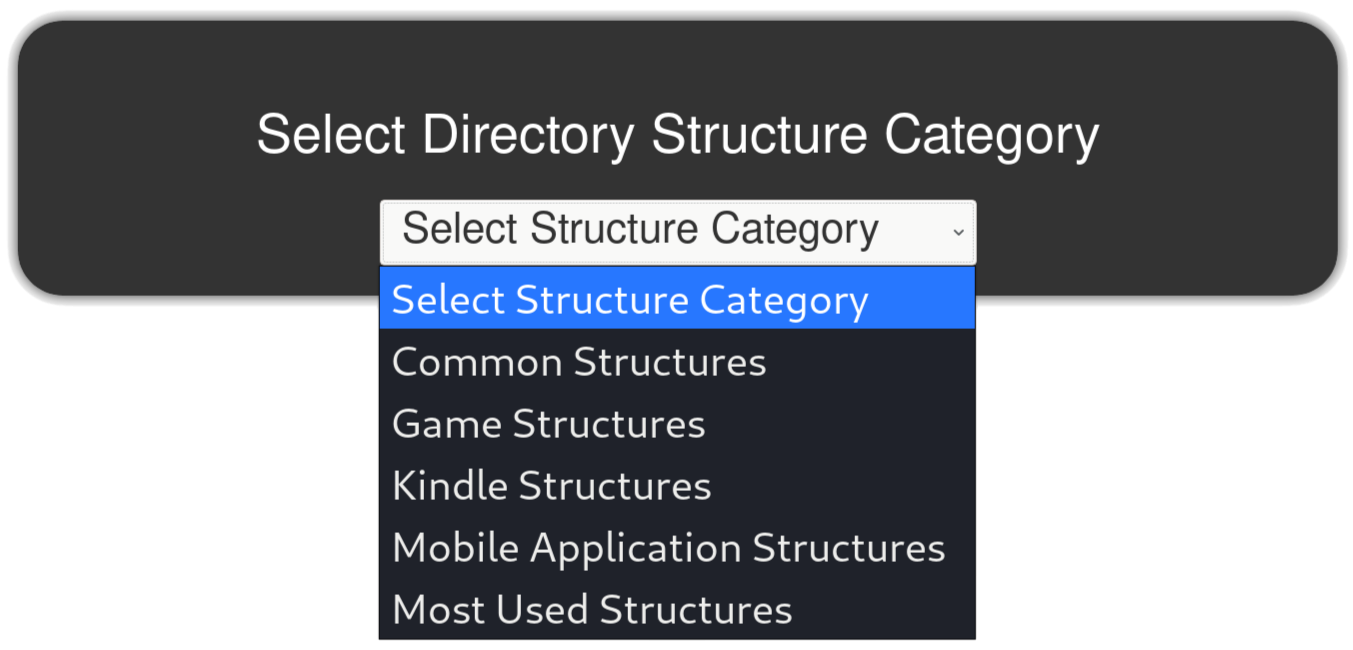 Select Directory Structure Category
Select Structure Category
Select Structure Category
Common Structures
Game Structures
Kindle Structures
Mobile Application Structures
Most Used Structures